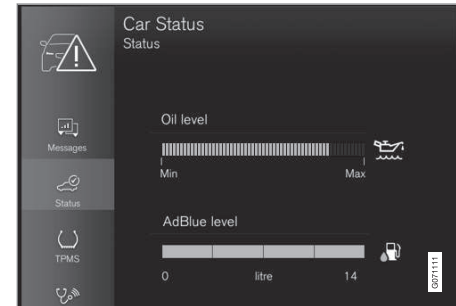 Car Status
Status
Messages
Status
TPMS
Oil level
Min Max
AdBlue level
0 litre 14
G071111